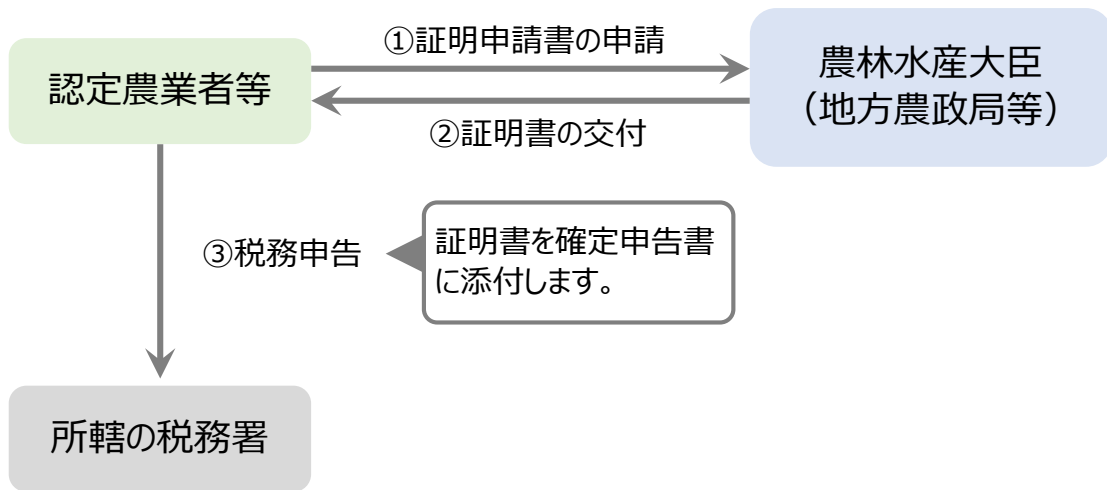 ①証明申請書の申請
認定農業者等
農林水産大臣
（地方農政局等）
②証明書の交付
③税務申告
証明書を確定申告書
に添付します。
所轄の税務署